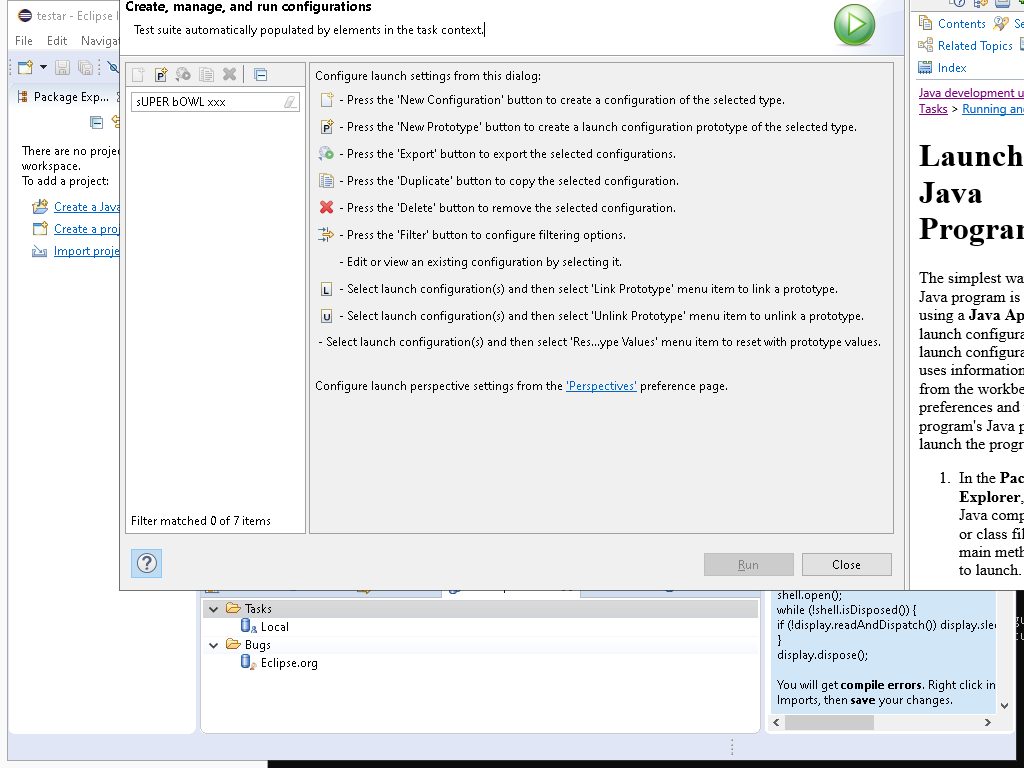 testar - Eclipse
File Edit Naviga
Package Exp...
There are no
workspace.
To add a project:
Create a Java
Create a
Import
Create, manage, and run configurations
Test suite automatically populated by elements in the task context.
sUPER bOWL xxx
Filter matched 0 of 7 items
Configure launch settings from this dialog:
- Press the 'New Configuration' button to create a configuration of the selected type.
- Press the 'New Prototype' button to create a launch configuration prototype of the selected type.
- Press the 'Export' button to export the selected configurations.
- Press the 'Duplicate' button to copy the selected configuration.
- Press the 'Delete' button to remove the selected configuration.
- Press the 'Filter' button to configure filtering options.
- Edit or view an existing configuration by selecting it.
L - Select launch configuration(s) and then select 'Link Prototype' menu item to link a prototype.
U - Select launch configuration(s) and then select 'Unlink Prototype' menu item to unlink a prototype.
- Select launch configuration(s) and then select 'Res...ype Values' menu item to reset with prototype values.
Configure launch perspective settings from the 'Perspectives' preference page.
Run
Close
Contents Se
Related Topics
Index
Java development u
Tasks > Running and
Launch
Java
Program
The simplest wa
Java program is
using a Java Ap
launch configura
launch configura
uses information
from the workbe
preferences and
program's Java p
launch the progr
1. In the Pac
Explorer,
Java comp
or class fil
main meth
to launch.
Tasks
Local
Bugs
Eclipse.org
shell.open();
while (!shell.isDisposed()) {
if (!display.readAndDispatch()) display.slee
}
display.dispose();
You will get compile errors. Right click in
Imports, then save your changes.